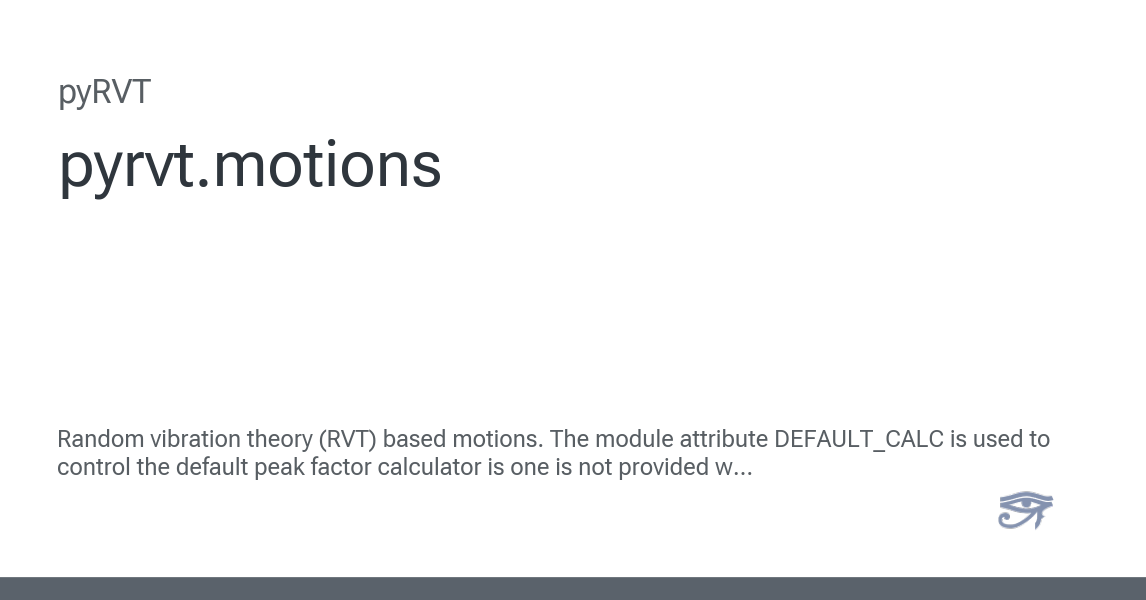 pyRVT
pyrvt.motions
Random vibration theory (RVT) based motions. The module attribute DEFAULT_CALC is used to
control the default peak factor calculator is one is not provided w...